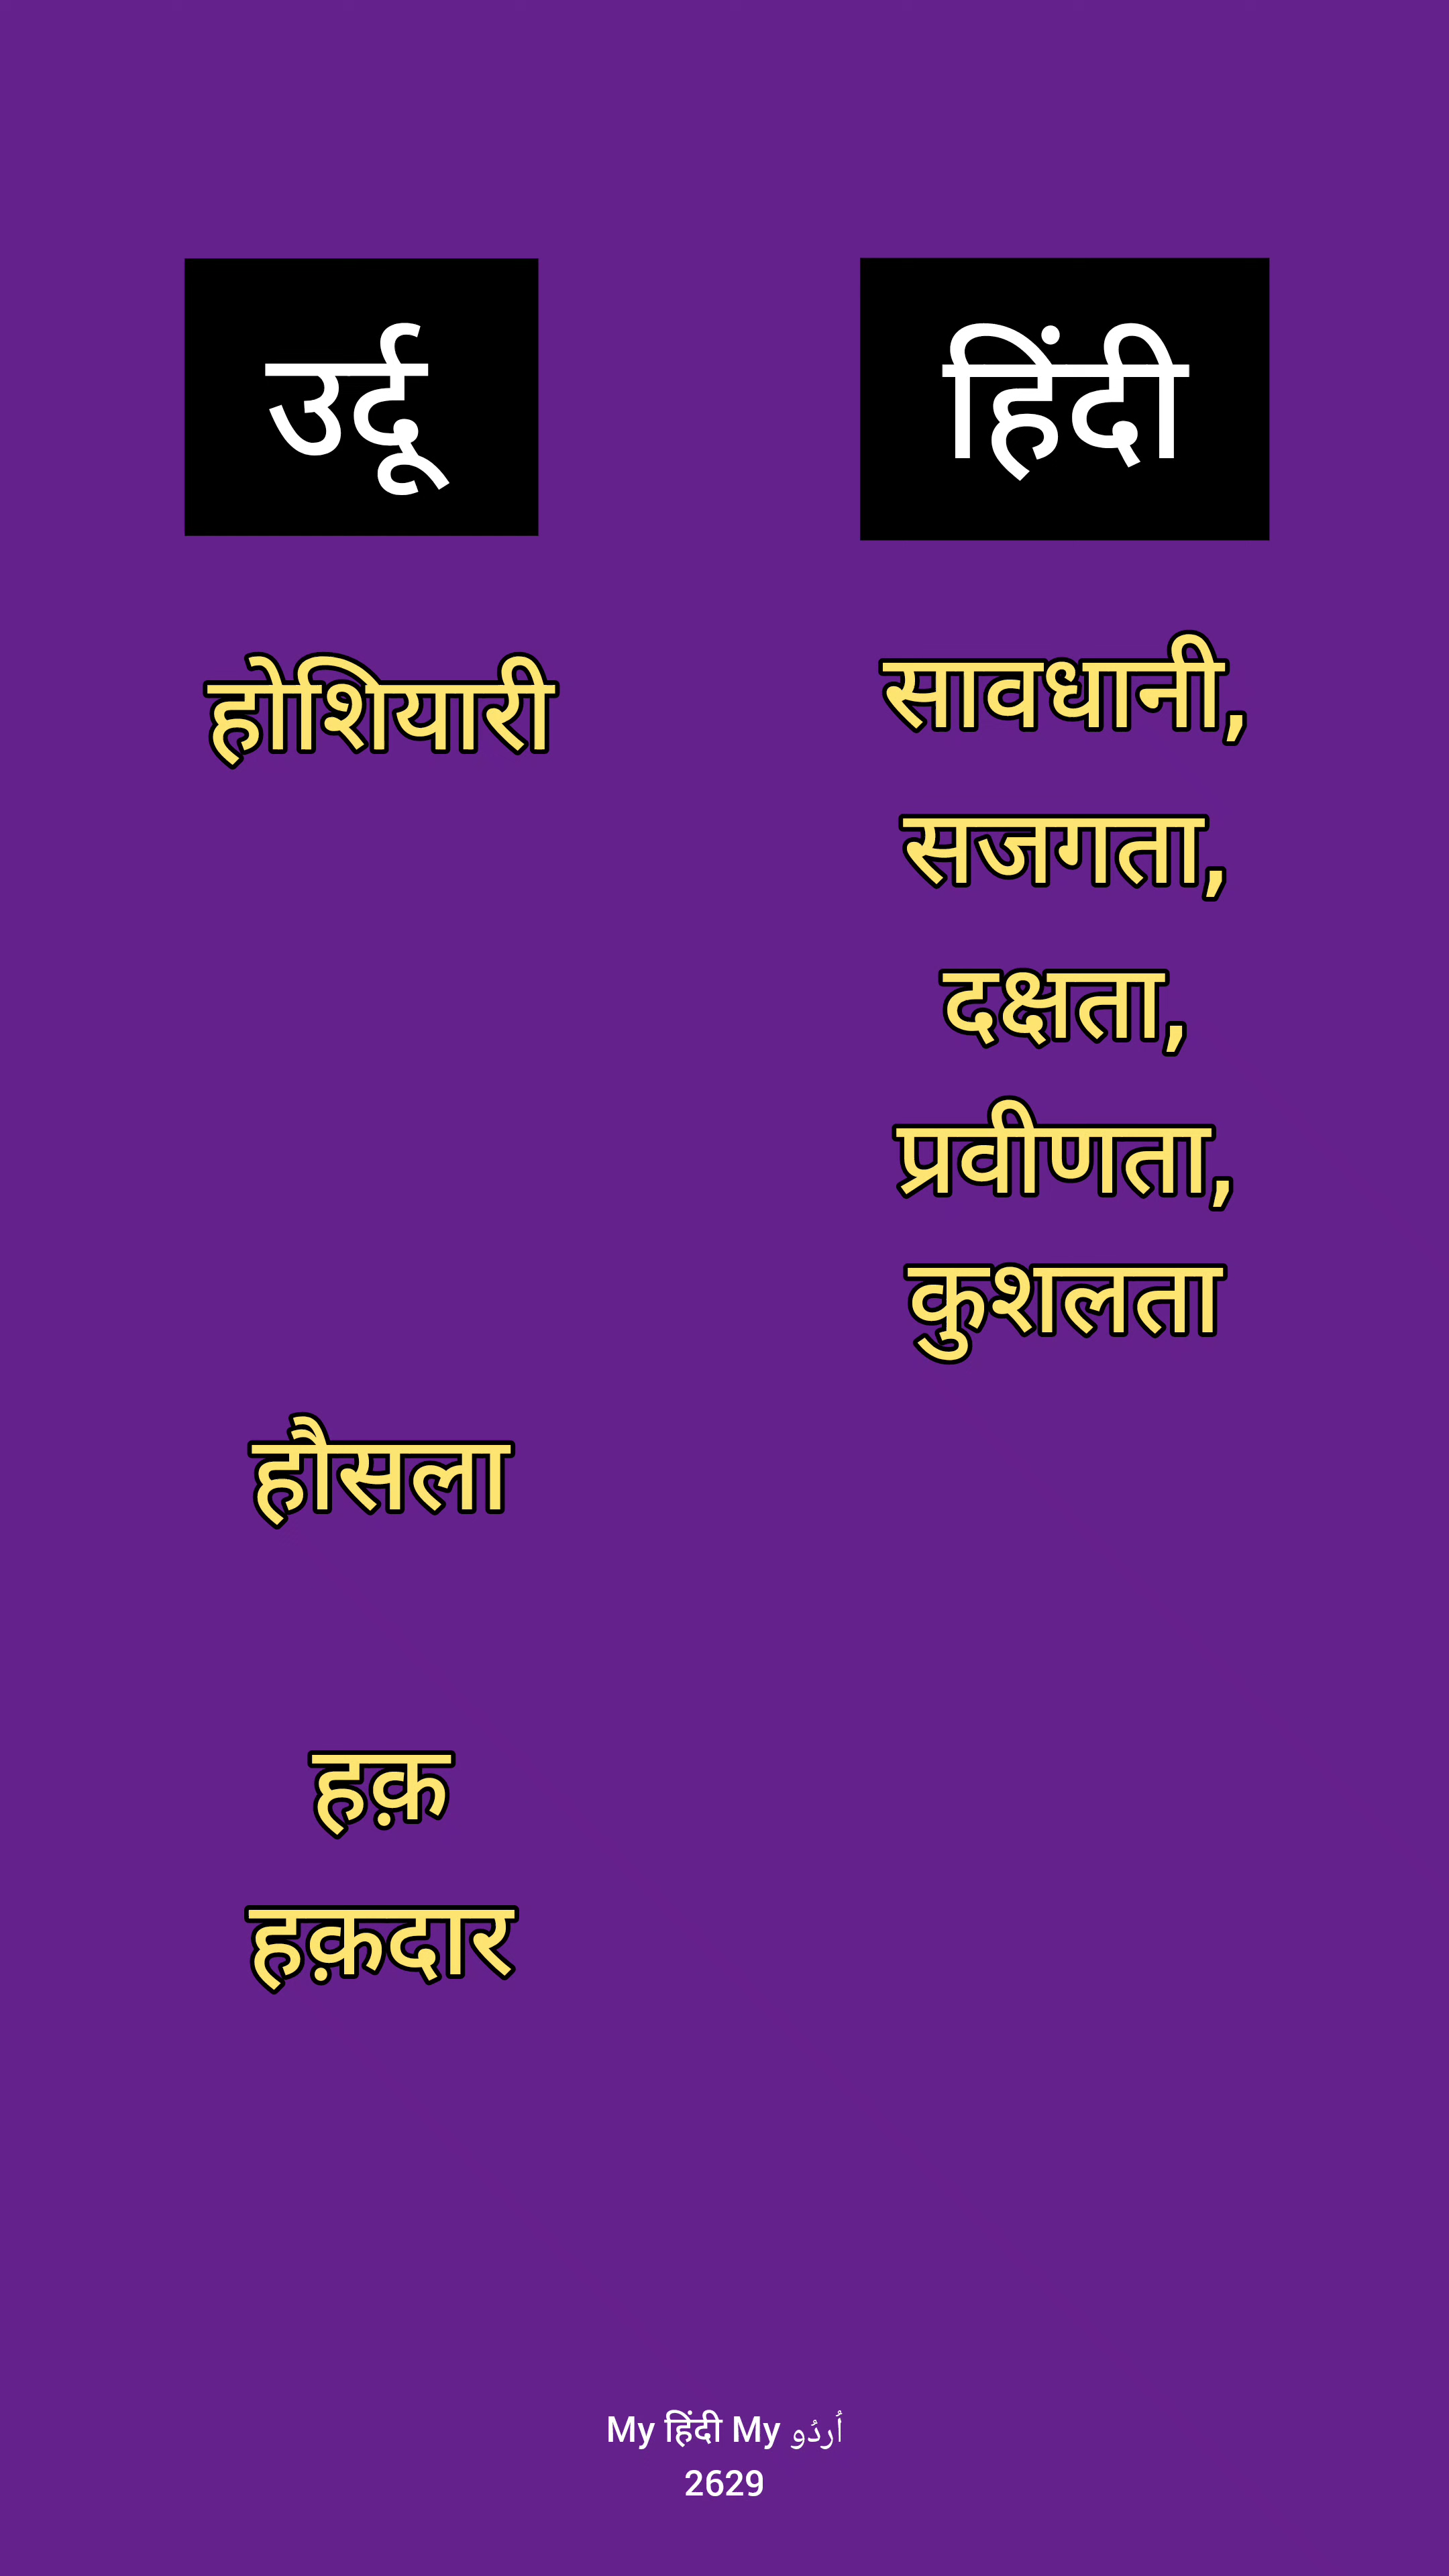 उर्दू
हिंदी
होशियारी
सावधानी,
सजगता,
दक्षता,
प्रवीणता,
कुशलता
हौसला
हक़
हक़दार
My हिंदी My اُردُو
2629